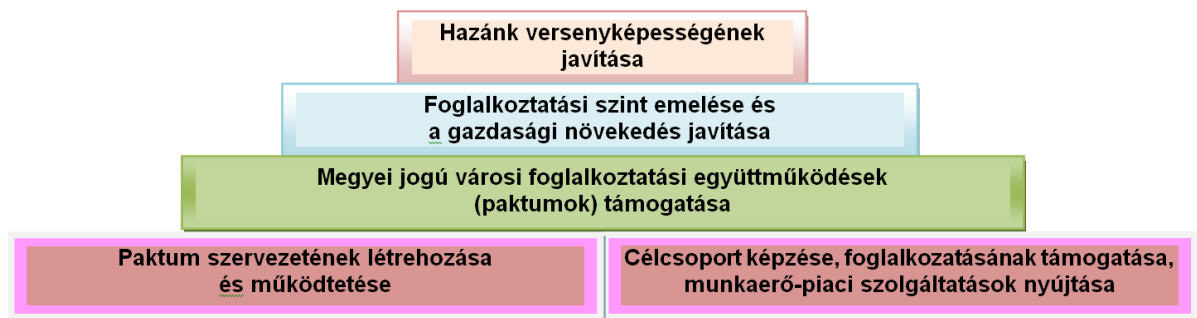 Hazánk versenyképességének
javítása
Foglalkoztatási szint emelése és
a gazdasági növekedés javítása
Megyei jogú városi foglalkoztatási együttműködések
(paktumok) támogatása
Paktum szervezetének létrehozása
és működtetése
Célcsoport képzése, foglalkozatásának támogatása,
munkaerő-piaci szolgáltatások nyújtása